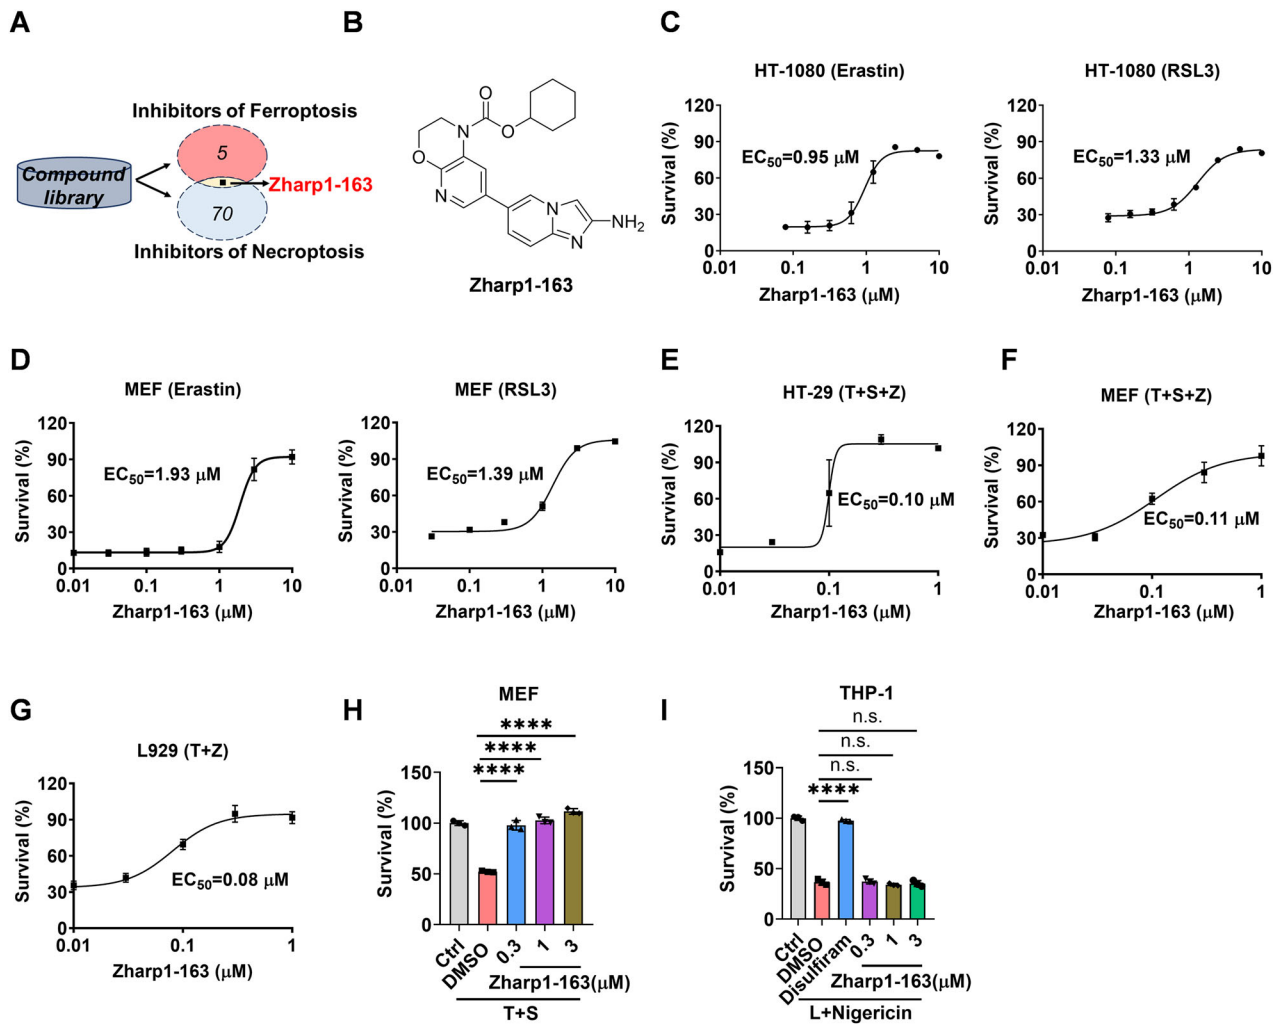 A
Inhibitors of Ferroptosis
5
Compound
library
Zharp1-163
70
Inhibitors of Necroptosis
B
O
N
O
O
N
N
N
NH2
Zharp1-163
C
HT-1080 (Erastin)
Survival (%)
120
90
60
30
0
EC50=0.95 μM
0.01
0.1
1
10
Zharp1-163 (μM)
HT-1080 (RSL3)
Survival (%)
120
90
60
30
0
EC50=1.33 μM
0.01
0.1
1
10
Zharp1-163 (μM)
D
MEF (Erastin)
Survival (%)
120
90
60
30
0
EC50=1.93 μM
0.01
0.1
1
10
Zharp1-163 (μM)
MEF (RSL3)
Survival (%)
120
90
60
30
0
EC50=1.39 μM
0.01
0.1
1
10
Zharp1-163 (μM)
E
HT-29 (T+S+Z)
Survival (%)
120
90
60
30
0
EC50=0.10 μM
0.01
0.1
1
Zharp1-163 (μM)
F
MEF (T+S+Z)
Survival (%)
120
90
60
30
0
EC50=0.11 μM
0.01
0.1
1
Zharp1-163 (μM)
G
L929 (T+Z)
Survival (%)
120
90
60
30
0
EC50=0.08 μM
0.01
0.1
1
Zharp1-163 (μM)
H
MEF
****
****
****
Survival (%)
150
100
50
0
Ctrl
DMSO
0.3
1
3
Zharp1-163(μM)
T+S
I
THP-1
n.s.
n.s.
n.s.
****
Survival (%)
150
100
50
0
Ctrl
DMSO
Disulfiram
0.3
1
3
Zharp1-163(μM)
L+Nigericin